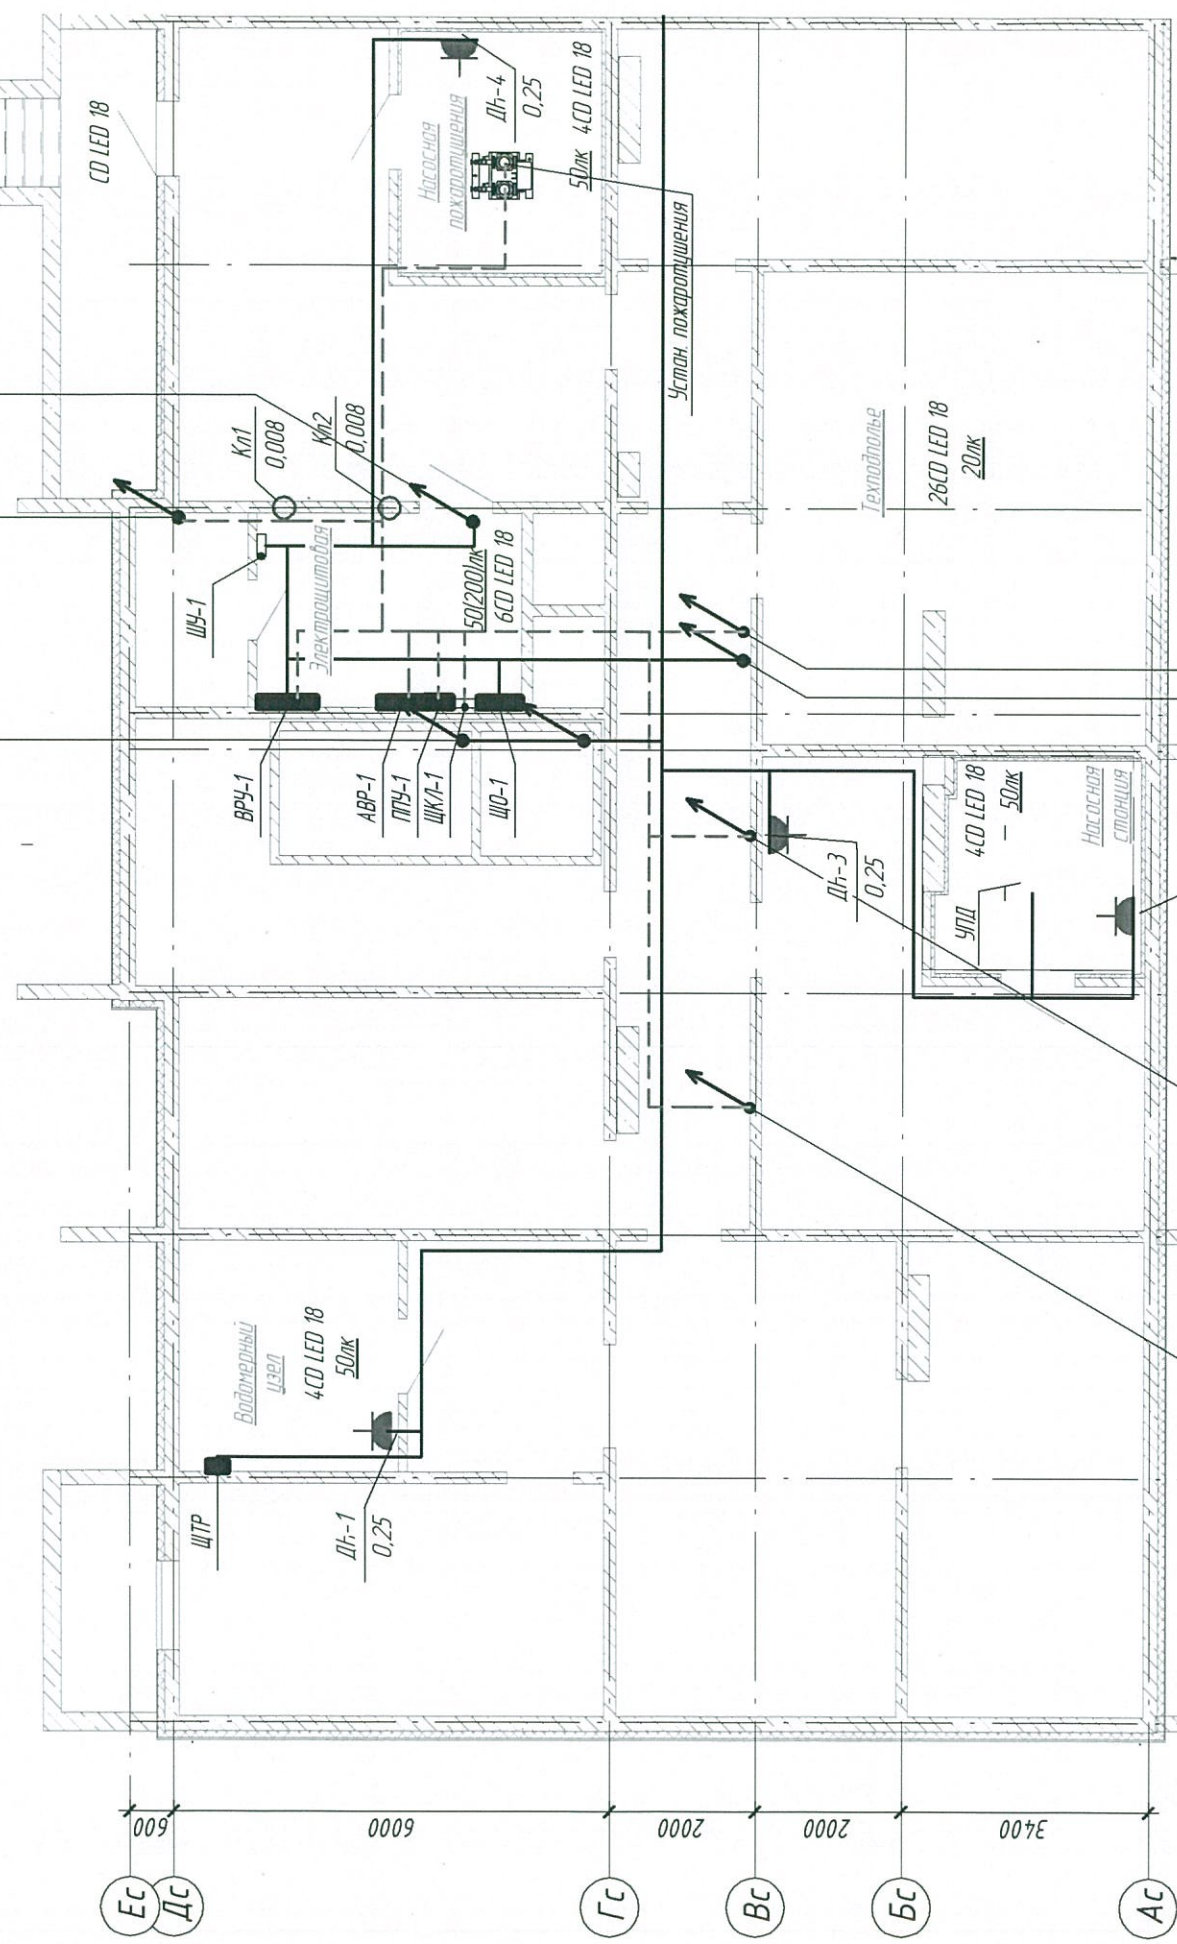 CD LED 18
Насосная
пожаротушения
Дн-4
0,25
50лк 4CD LED 18
Устан. пожаротушения
Кл1
0,008
Кл2
0,008
ШУ-1
Электрощитовая
50(200)лк
6CD LED 18
Техподполье
26CD LED 18
20лк
ВРУ-1
АВР-1
ППУ-1
ЩКЛ-1
ЩО-1
Дн-3
0,25
УПД
4CD LED 18
50лк
Насосная
станция
Водомерный
узел
4CD LED 18
50лк
ЩТР
Дн-1
0,25
600
6000
2000
2000
3400
Ес
Дс
Гс
Вс
Бс
Ас